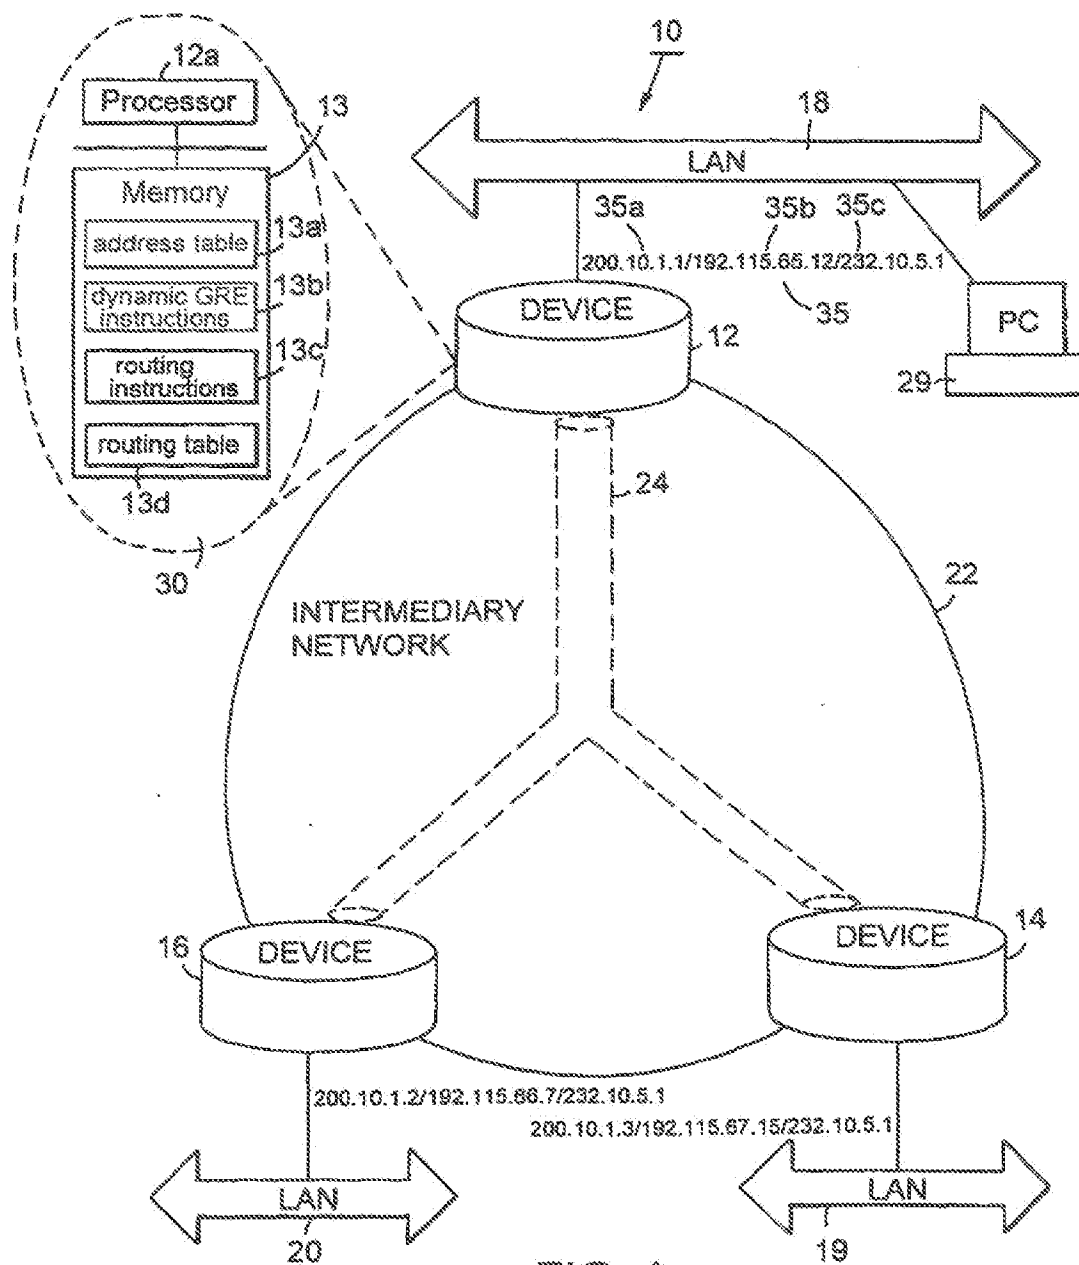 10
12a
Processor
13
Memory
address table
13a
dynamic GRE
instructions
13b
routing
instructions
13c
routing table
13d
30
18
LAN
35a
35b
35c
200.10.1.1/192.115.65.12/232.10.5.1
35
DEVICE
12
PC
29
24
22
INTERMEDIARY
NETWORK
16
DEVICE
DEVICE
14
200.10.1.2/192.115.66.7/232.10.5.1
200.10.1.3/192.115.67.15/232.10.5.1
LAN
20
LAN
19